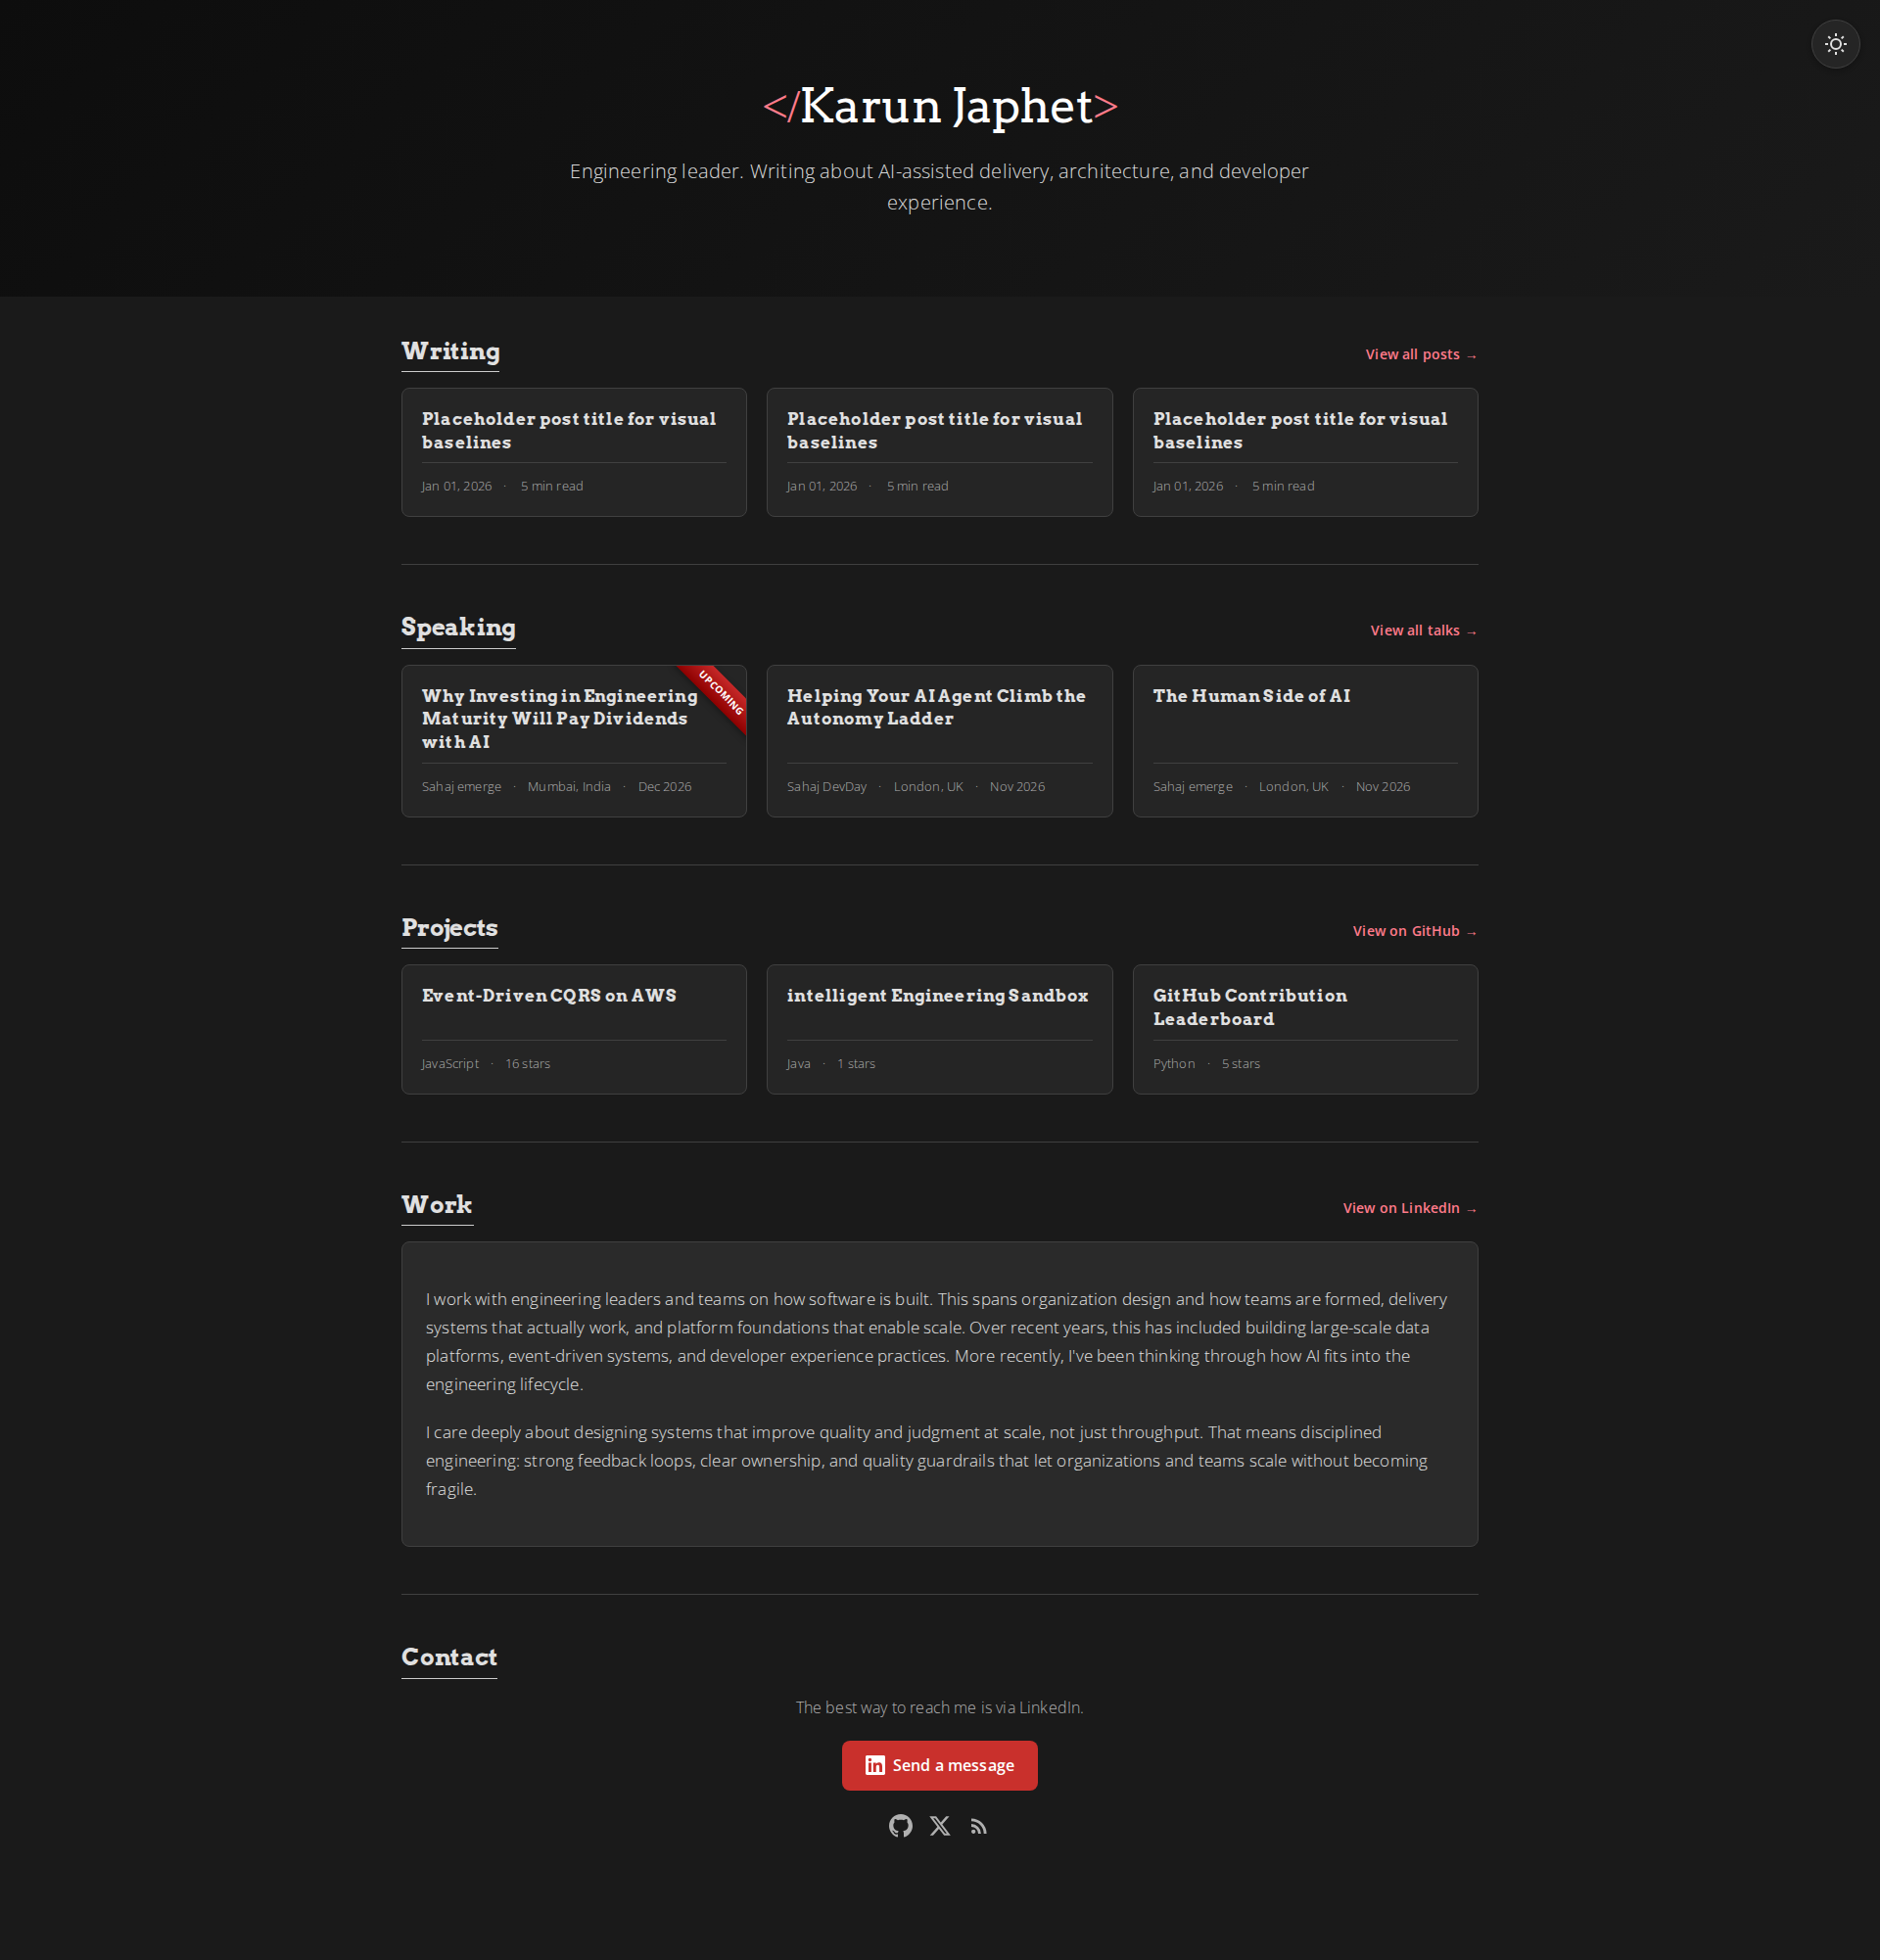 </Karun Japhet>
Engineering leader. Writing about AI-assisted delivery, architecture, and developer
experience.
Writing
View all posts →
Placeholder post title for visual
baselines
Jan 01, 2026 · 5 min read
Placeholder post title for visual
baselines
Jan 01, 2026 · 5 min read
Placeholder post title for visual
baselines
Jan 01, 2026 · 5 min read
Speaking
View all talks →
UPCOMING
Why Investing in Engineering
Maturity Will Pay Dividends
with AI
Sahaj emerge · Mumbai, India · Dec 2026
Helping Your AI Agent Climb the
Autonomy Ladder
Sahaj DevDay · London, UK · Nov 2026
The Human Side of AI
Sahaj emerge · London, UK · Nov 2026
Projects
View on GitHub →
Event-Driven CQRS on AWS
JavaScript · 16 stars
intelligent Engineering Sandbox
Java · 1 stars
GitHub Contribution
Leaderboard
Python · 5 stars
Work
View on LinkedIn →
I work with engineering leaders and teams on how software is built. This spans organization design and how teams are formed, delivery
systems that actually work, and platform foundations that enable scale. Over recent years, this has included building large-scale data
platforms, event-driven systems, and developer experience practices. More recently, I've been thinking through how AI fits into the
engineering lifecycle.
I care deeply about designing systems that improve quality and judgment at scale, not just throughput. That means disciplined
engineering: strong feedback loops, clear ownership, and quality guardrails that let organizations and teams scale without becoming
fragile.
Contact
The best way to reach me is via LinkedIn.
in Send a message